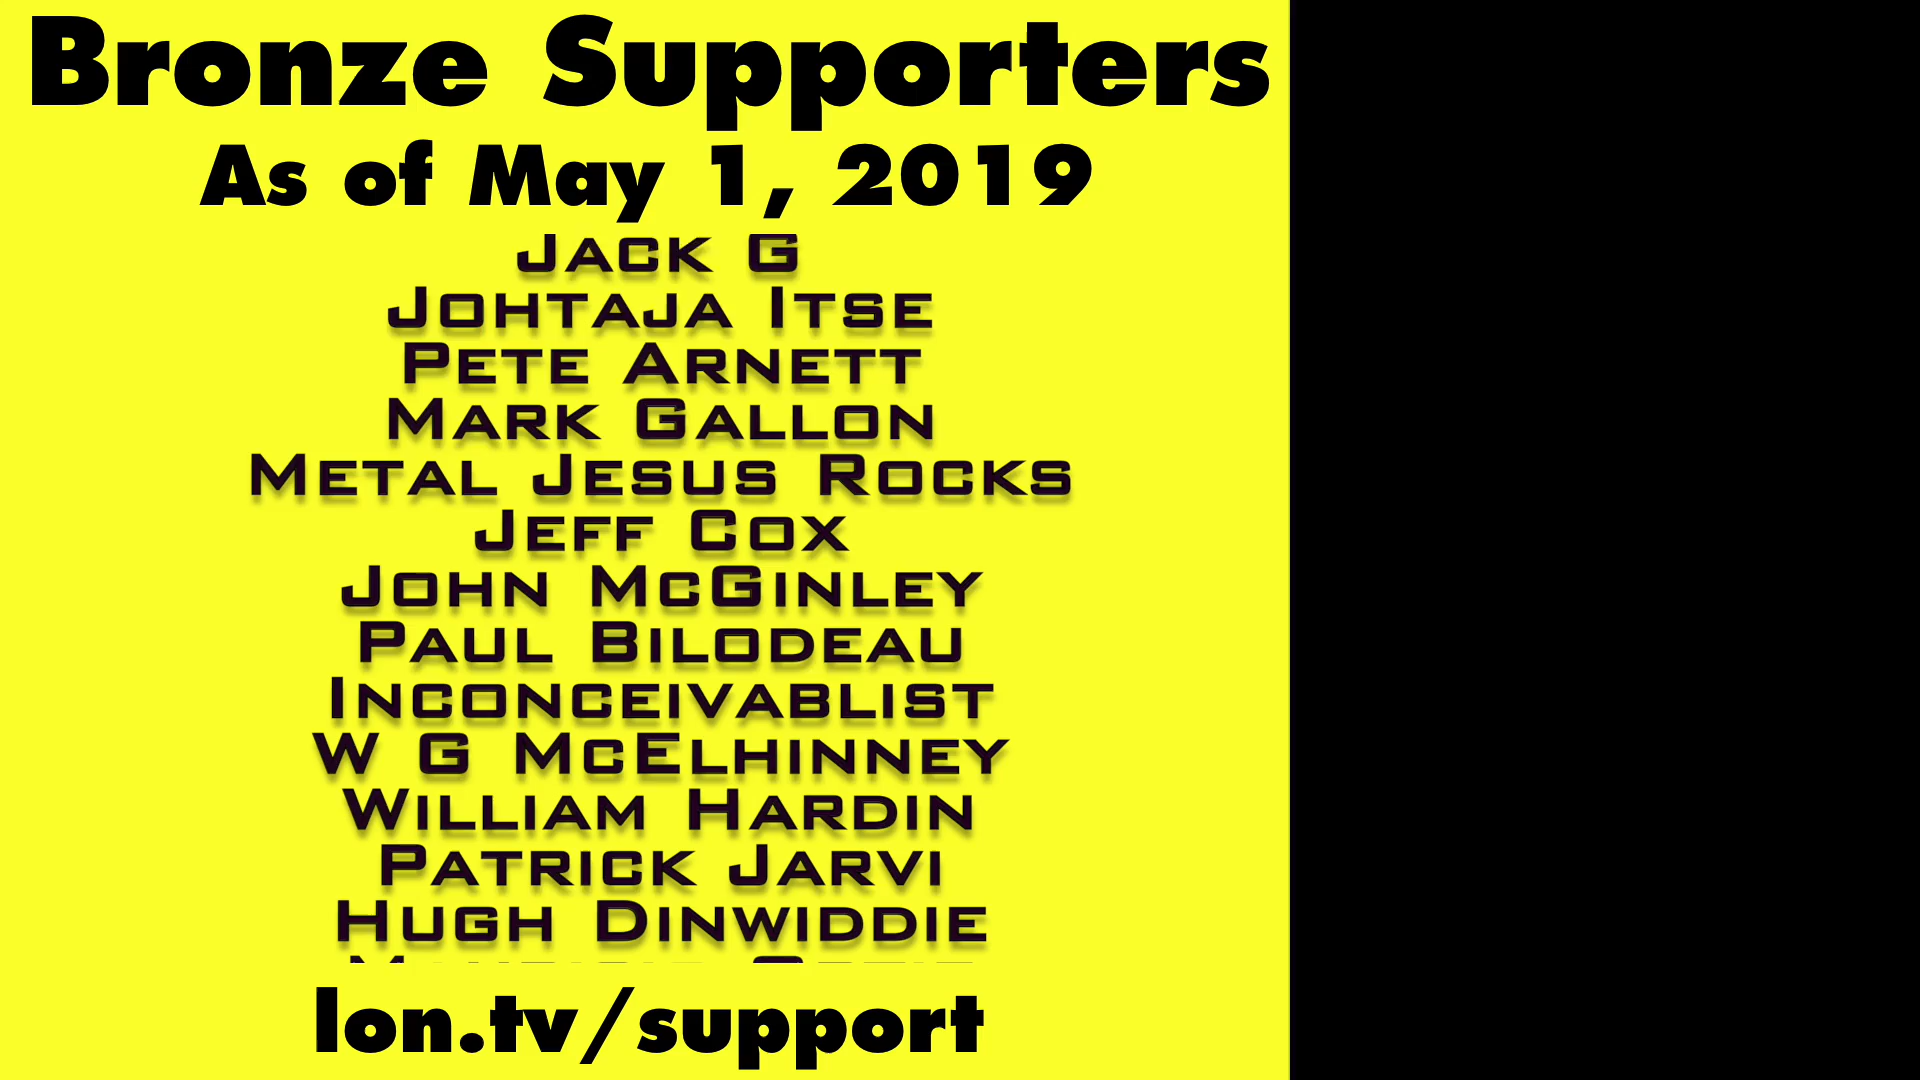 Bronze Supporters
As of May 1, 2019
Jack G
Johtaja Itse
Pete Arnett
Mark Gallon
Metal Jesus Rocks
Jeff Cox
John McGinley
Paul Bilodeau
Inconceivablist
W G McElhinney
William Hardin
Patrick Jarvi
Hugh Dinwiddie
lon.tv/support